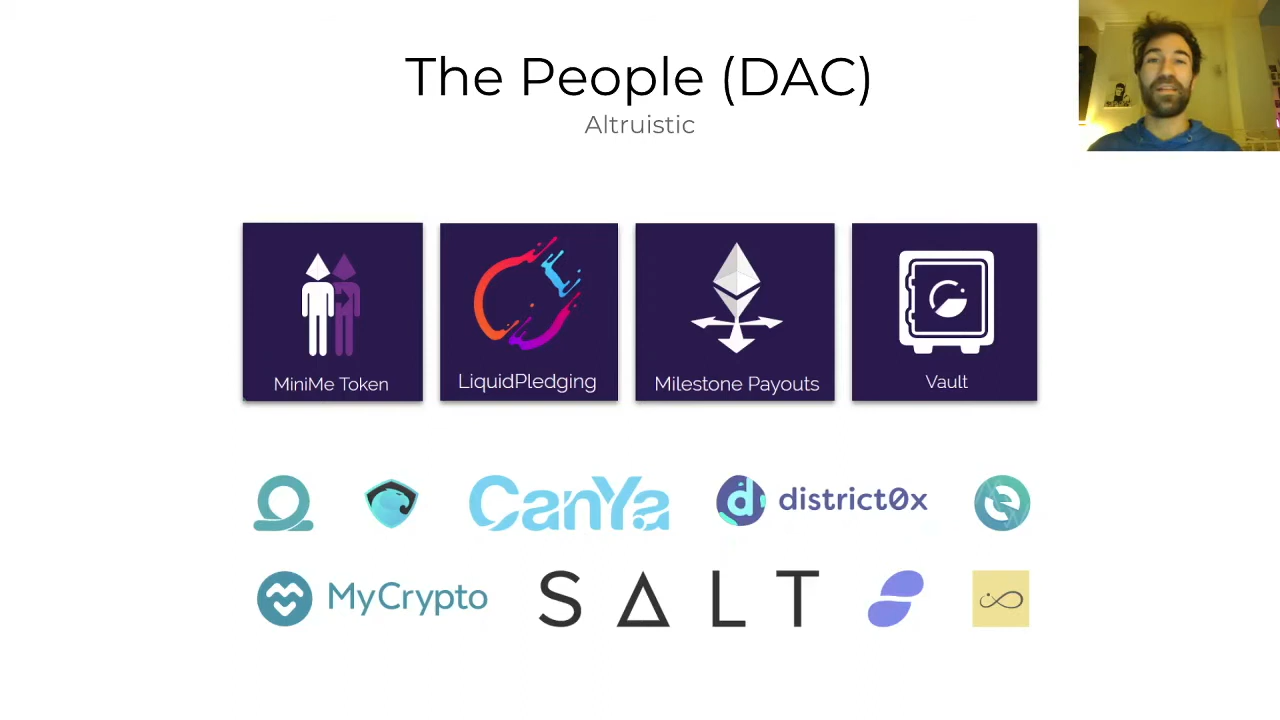 The People (DAC)
Altruistic
MiniMe Token
LiquidPledging
Milestone Payouts
Vault
CanYa
district0x
MyCrypto
SALT